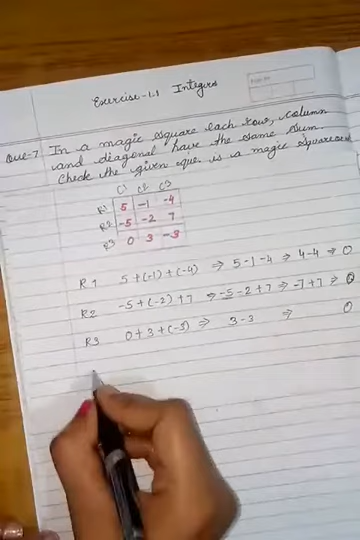 Exercise-1.1 Integers
Que-7 In a magic square each row, column
and diagonal have the same sum.
Check the given que. is a magic square
C1 C2 C3
R1 5 -1 -4
R2 -5 -2 7
R3 0 3 -3
R1 5+(-1)+(-4) ⇒ 5-1-4 ⇒ 4-4 ⇒ 0
R2 -5+(-2)+7 ⇒ -5-2+7 ⇒ -7+7 ⇒ 0
R3 0+3+(-3) ⇒ 3-3 ⇒ 0